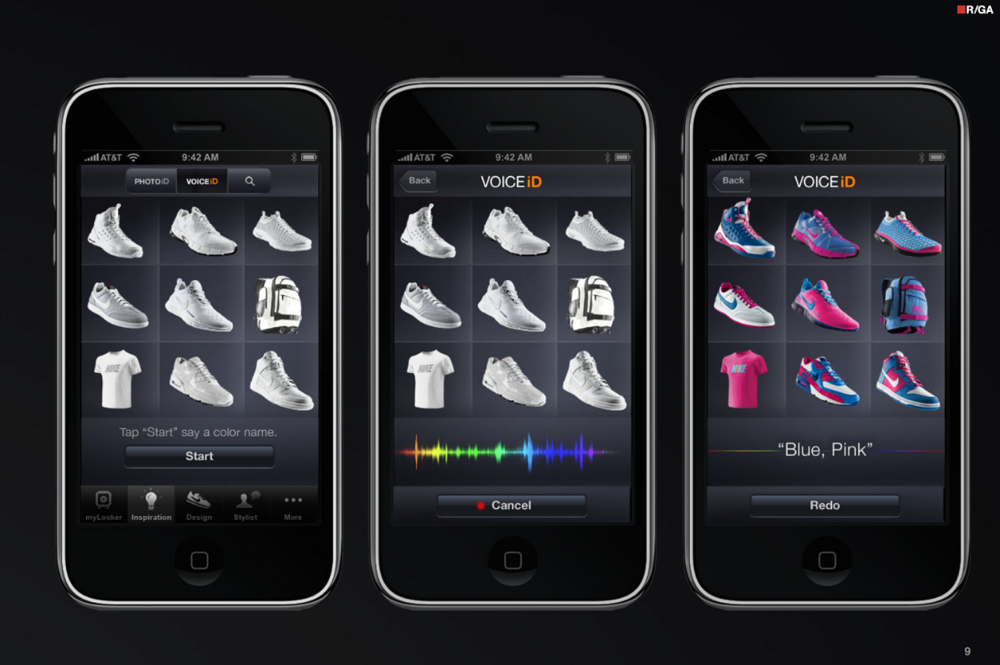 R/GA
AT&T 9:42 AM
PHOTOiD VOICEiD
NIKE
Tap “Start” say a color name.
Start
myLocker Inspiration Design Stylist More
AT&T 9:42 AM
Back VOICEiD
NIKE
Cancel
AT&T 9:42 AM
Back VOICEiD
NIKE
“Blue, Pink”
Redo
9